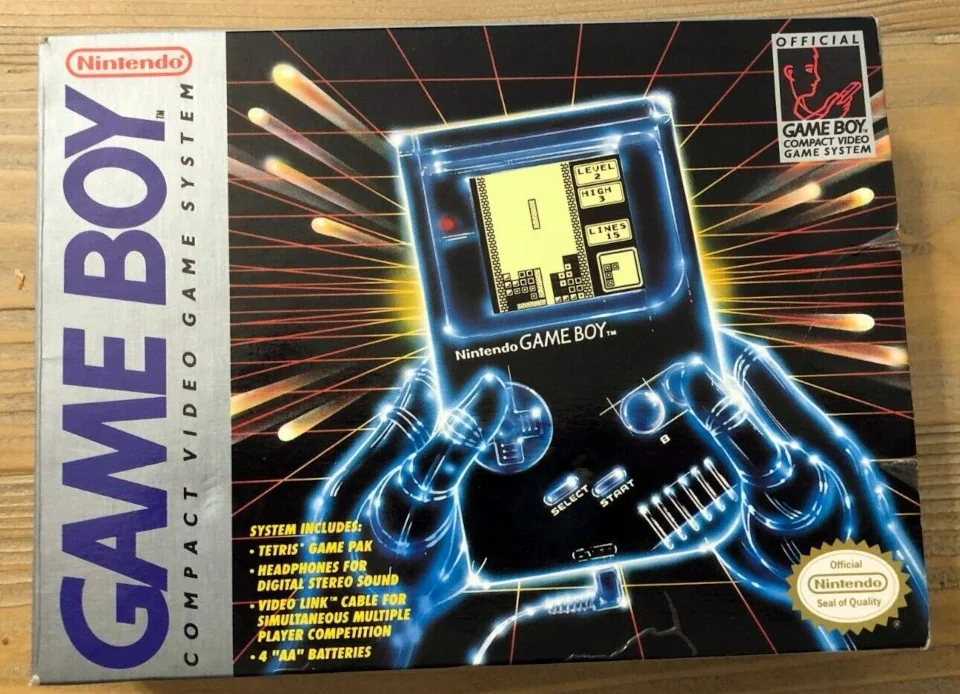 Nintendo®
GAME BOY™
COMPACT VIDEO GAME SYSTEM
OFFICIAL
GAME BOY™
COMPACT VIDEO
GAME SYSTEM
LEVEL
2
HIGH
3
LINES
15
Nintendo GAME BOY™
B
SELECT
START
SYSTEM INCLUDES:
• TETRIS® GAME PAK
• HEADPHONES FOR
DIGITAL STEREO SOUND
• VIDEO LINK™ CABLE FOR
SIMULTANEOUS MULTIPLE
PLAYER COMPETITION
• 4 "AA" BATTERIES
Official
Nintendo
Seal of Quality
®